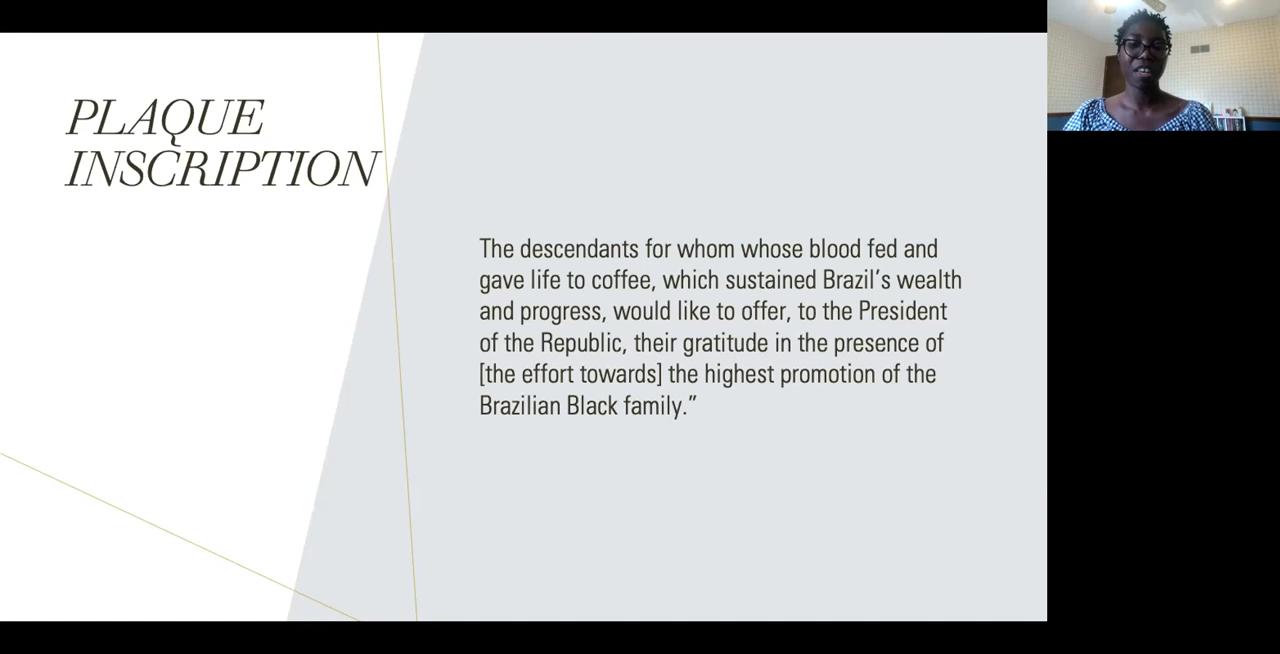 PLAQUE
INSCRIPTION
The descendants for whom whose blood fed and
gave life to coffee, which sustained Brazil’s wealth
and progress, would like to offer, to the President
of the Republic, their gratitude in the presence of
[the effort towards] the highest promotion of the
Brazilian Black family.”